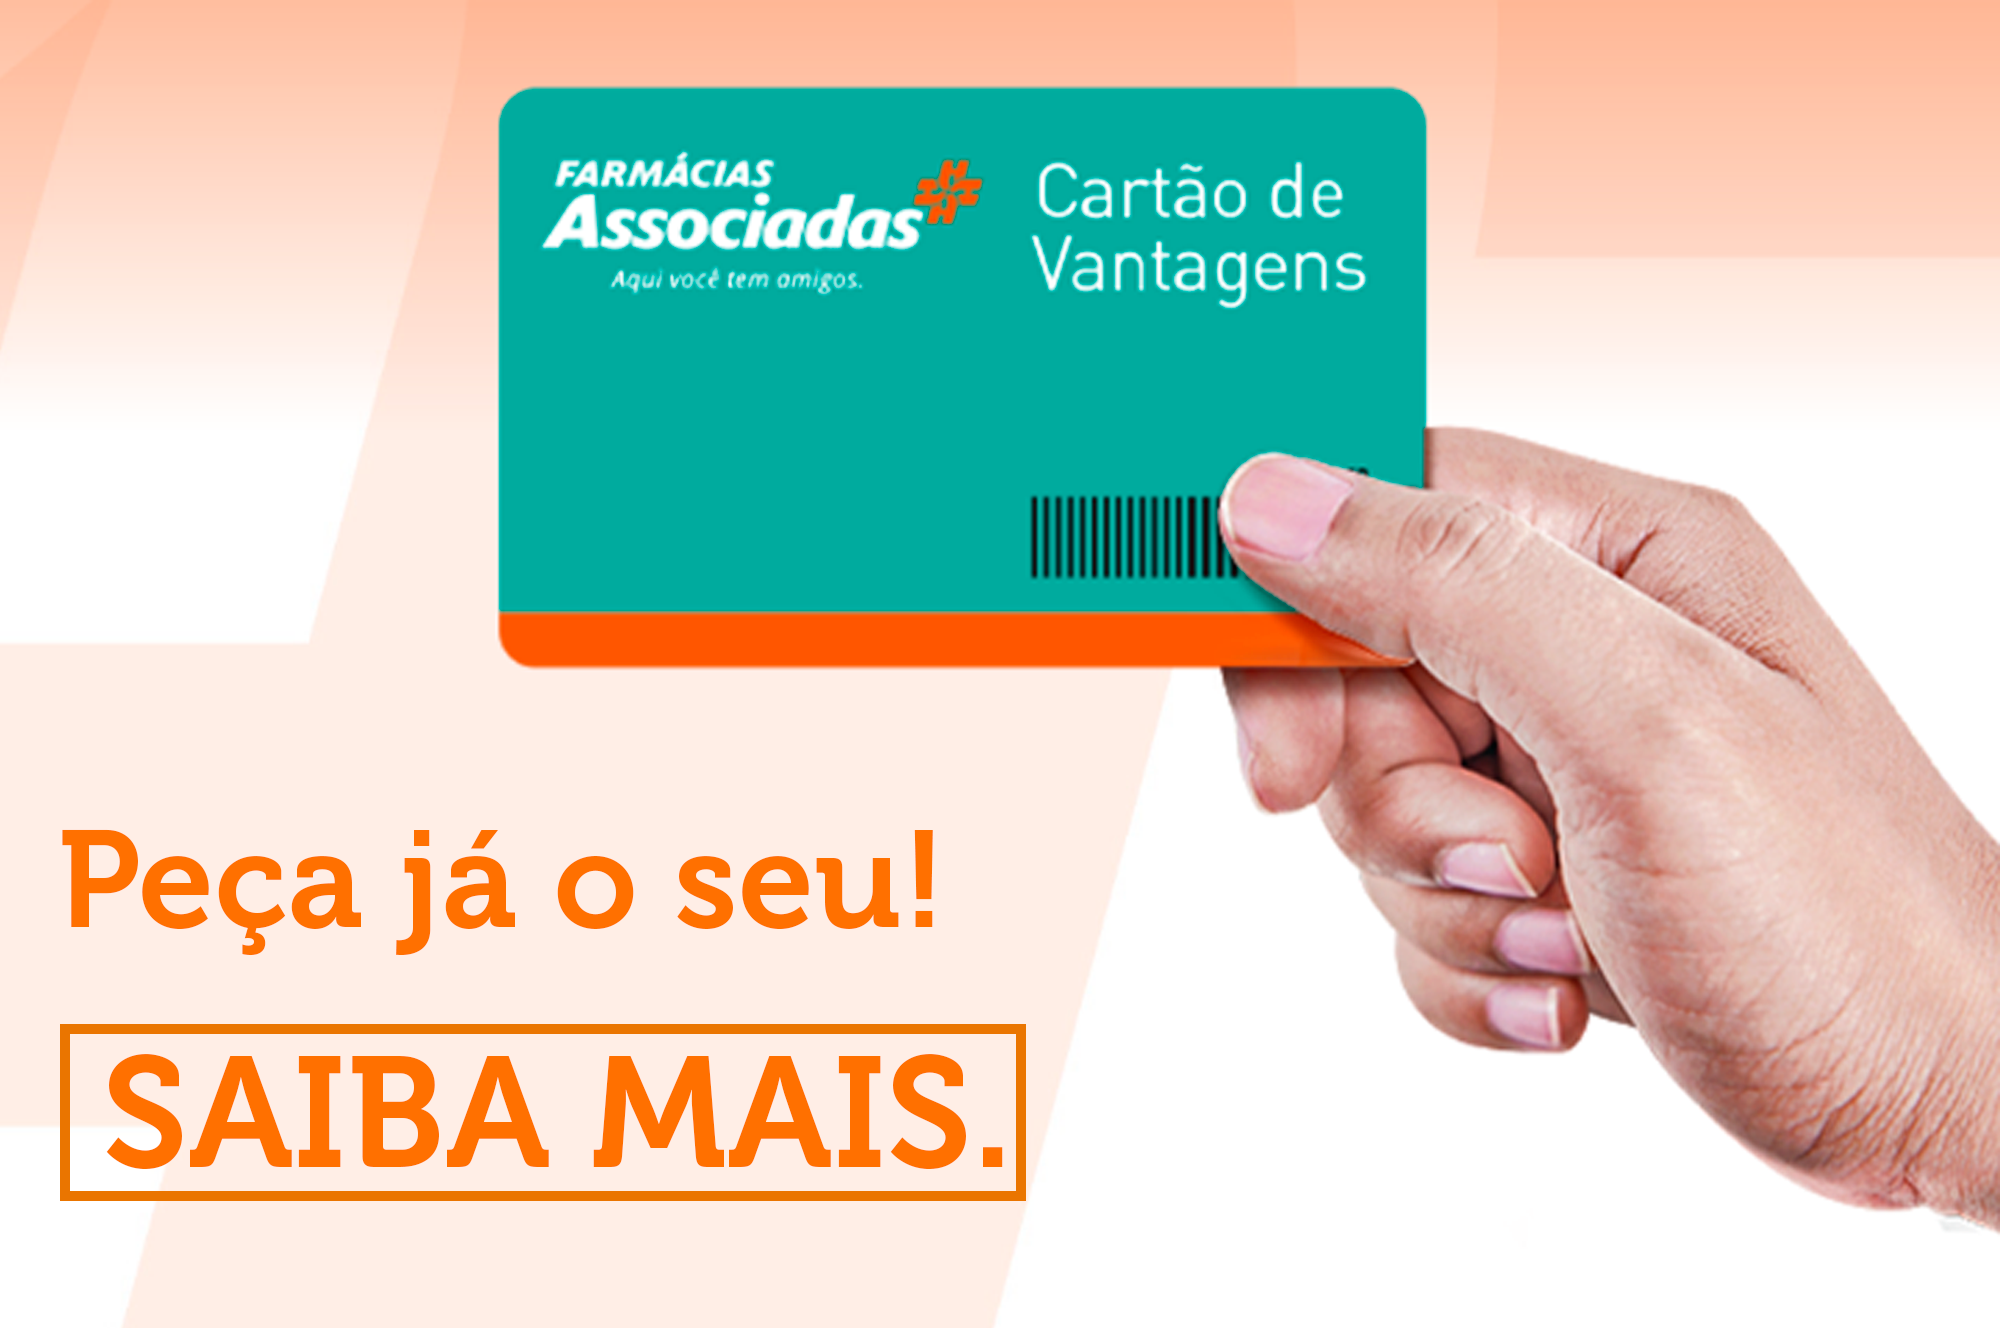 FARMÁCIAS
Associadas
Aqui você tem amigos.
Cartão de
Vantagens
Peça já o seu!
SAIBA MAIS.